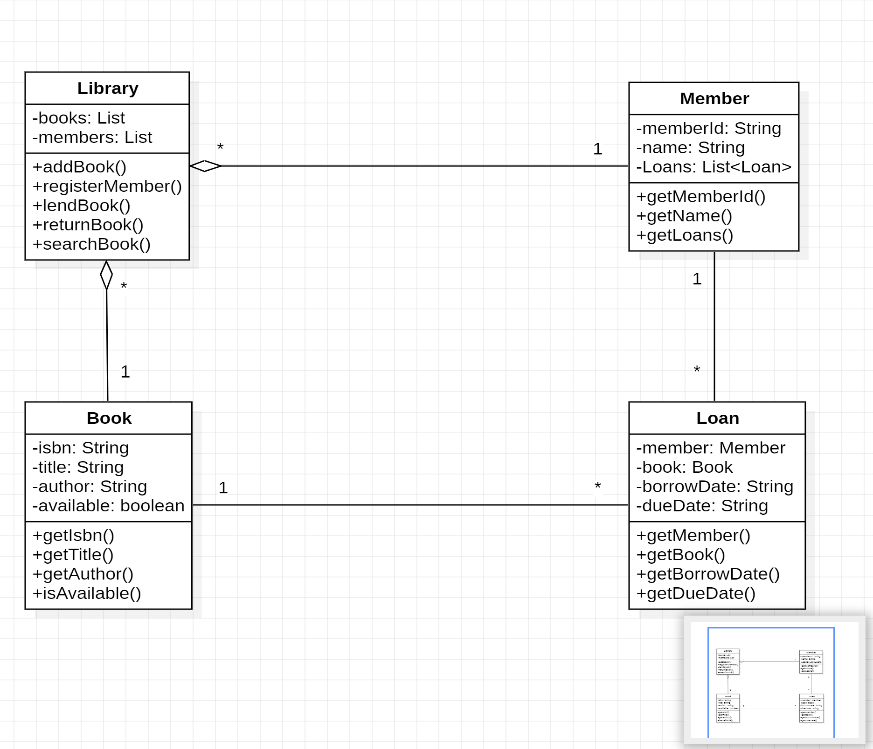 Library
-books: List
-members: List
+addBook()
+registerMember()
+lendBook()
+returnBook()
+searchBook()
*
1
Member
-memberId: String
-name: String
-Loans: List<Loan>
+getMemberId()
+getName()
+getLoans()
*
1
1
*
Book
-isbn: String
-title: String
-author: String
-available: boolean
+getIsbn()
+getTitle()
+getAuthor()
+isAvailable()
1
*
Loan
-member: Member
-book: Book
-borrowDate: String
-dueDate: String
+getMember()
+getBook()
+getBorrowDate()
+getDueDate()